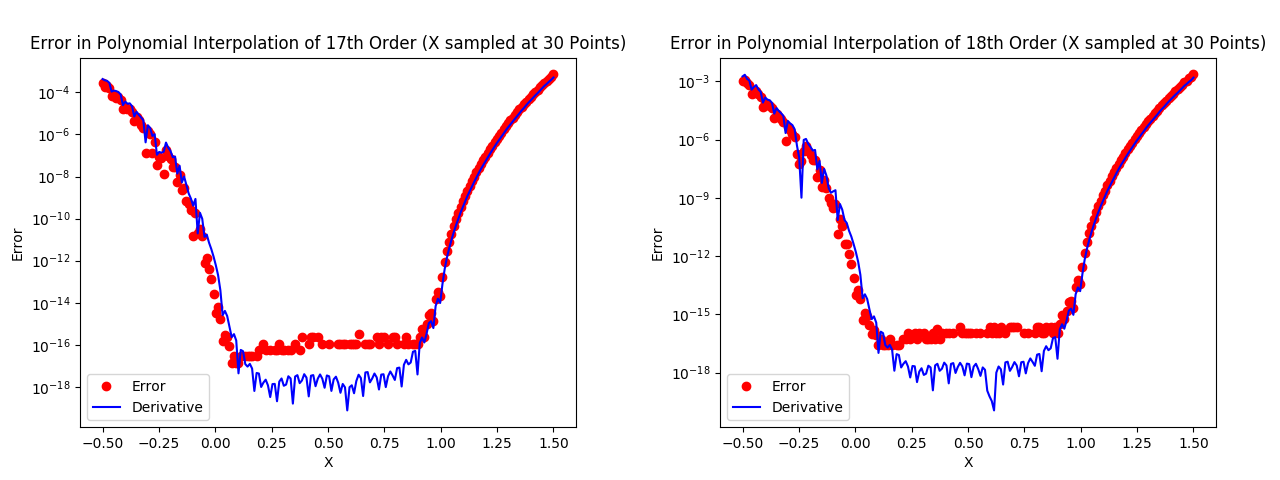 Error in Polynomial Interpolation of 17th Order (X sampled at 30 Points)
10⁻⁴
10⁻⁶
10⁻⁸
10⁻¹⁰
10⁻¹²
10⁻¹⁴
10⁻¹⁶
10⁻¹⁸
Error
Error
Derivative
−0.50 −0.25 0.00 0.25 0.50 0.75 1.00 1.25 1.50
X
Error in Polynomial Interpolation of 18th Order (X sampled at 30 Points)
10⁻³
10⁻⁶
10⁻⁹
10⁻¹²
10⁻¹⁵
10⁻¹⁸
Error
Error
Derivative
−0.50 −0.25 0.00 0.25 0.50 0.75 1.00 1.25 1.50
X